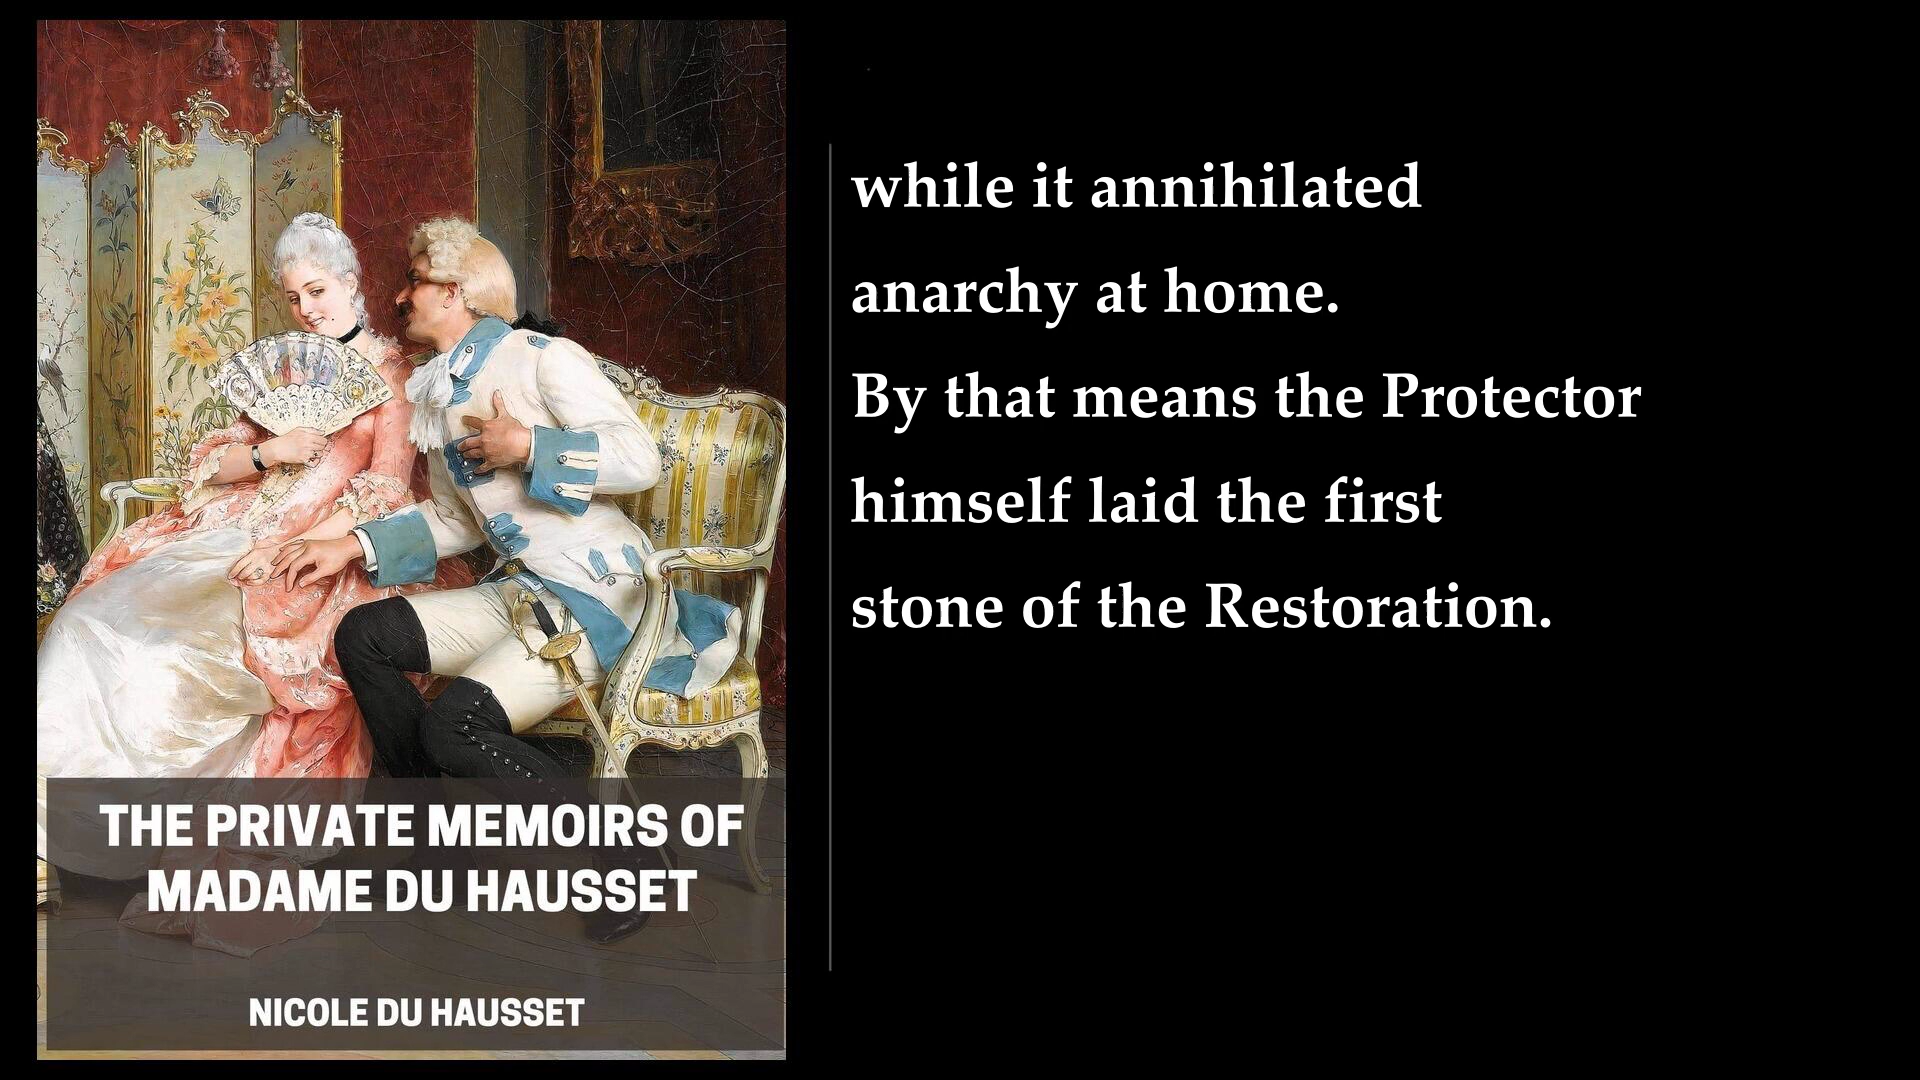 THE PRIVATE MEMOIRS OF
MADAME DU HAUSSET
NICOLE DU HAUSSET
while it annihilated
anarchy at home.
By that means the Protector
himself laid the first
stone of the Restoration.